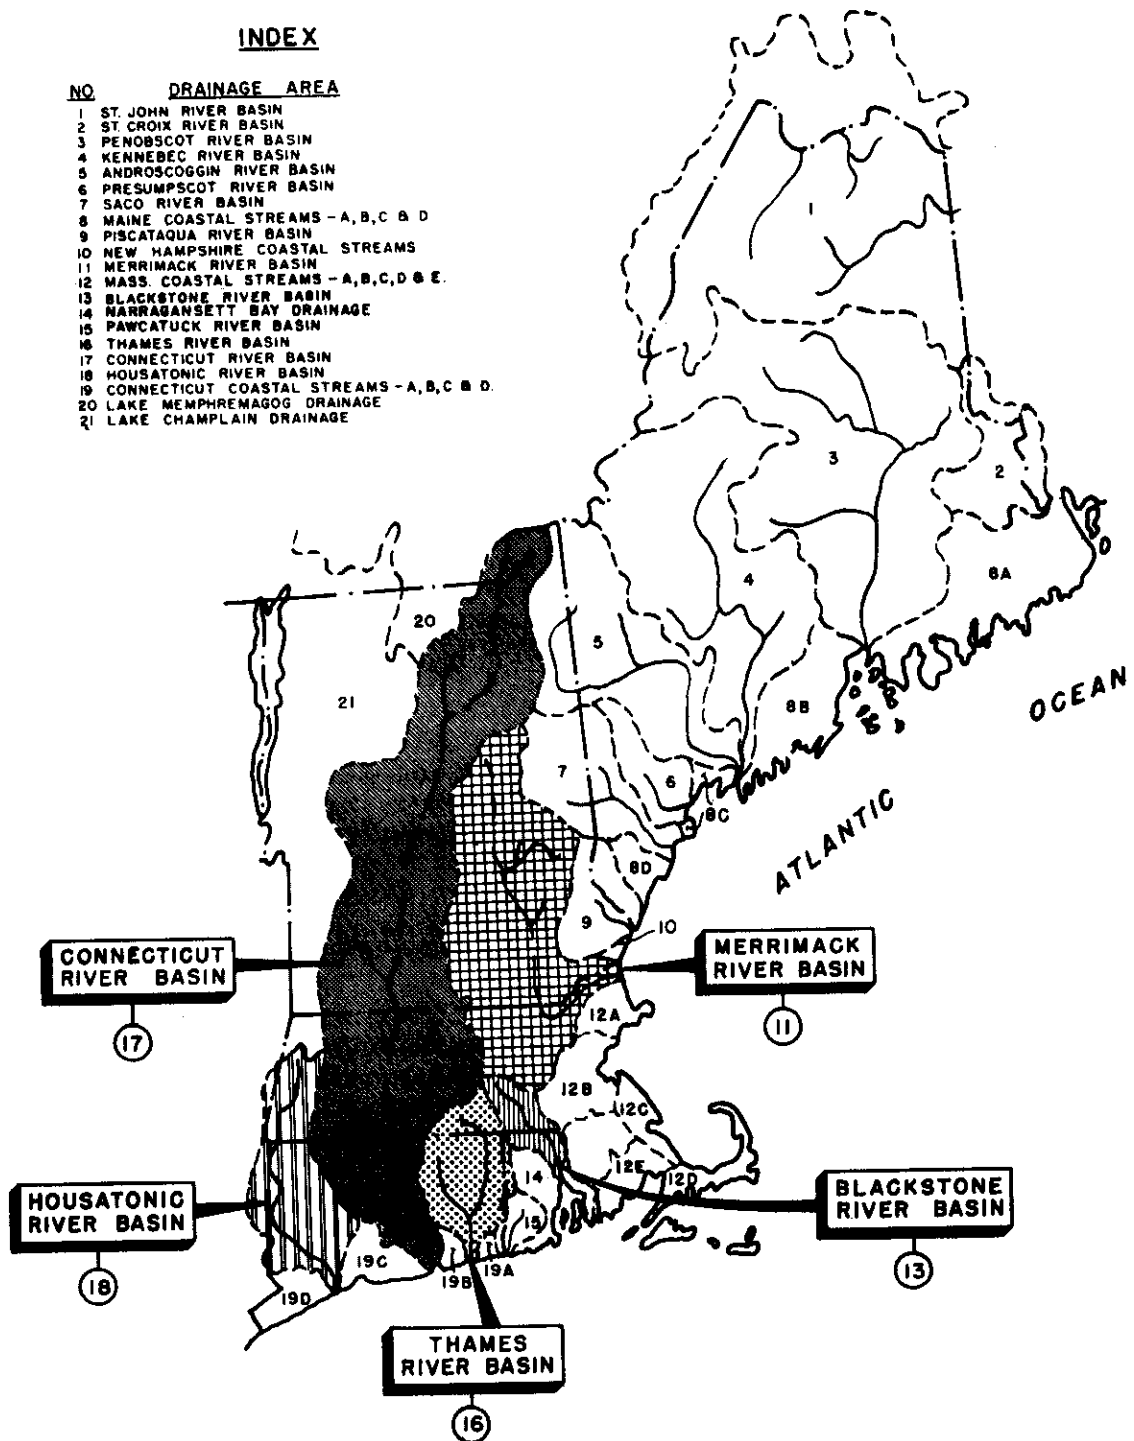 INDEX
NO. DRAINAGE AREA
1 ST. JOHN RIVER BASIN
2 ST. CROIX RIVER BASIN
3 PENOBSCOT RIVER BASIN
4 KENNEBEC RIVER BASIN
5 ANDROSCOGGIN RIVER BASIN
6 PRESUMPSCOT RIVER BASIN
7 SACO RIVER BASIN
8 MAINE COASTAL STREAMS - A, B, C & D
9 PISCATAQUA RIVER BASIN
10 NEW HAMPSHIRE COASTAL STREAMS
11 MERRIMACK RIVER BASIN
12 MASS. COASTAL STREAMS - A, B, C, D & E.
13 BLACKSTONE RIVER BASIN
14 NARRAGANSETT BAY DRAINAGE
15 PAWCATUCK RIVER BASIN
16 THAMES RIVER BASIN
17 CONNECTICUT RIVER BASIN
18 HOUSATONIC RIVER BASIN
19 CONNECTICUT COASTAL STREAMS - A, B, C & D.
20 LAKE MEMPHREMAGOG DRAINAGE
21 LAKE CHAMPLAIN DRAINAGE
1
3
2
4
8A
20
5
21
8B
OCEAN
7
6
8C
ATLANTIC
8D
9
10
CONNECTICUT
RIVER BASIN
17
MERRIMACK
RIVER BASIN
11
12A
12B
12C
12E
12D
14
15
HOUSATONIC
RIVER BASIN
18
BLACKSTONE
RIVER BASIN
13
19C
19B
19A
19D
THAMES
RIVER BASIN
16